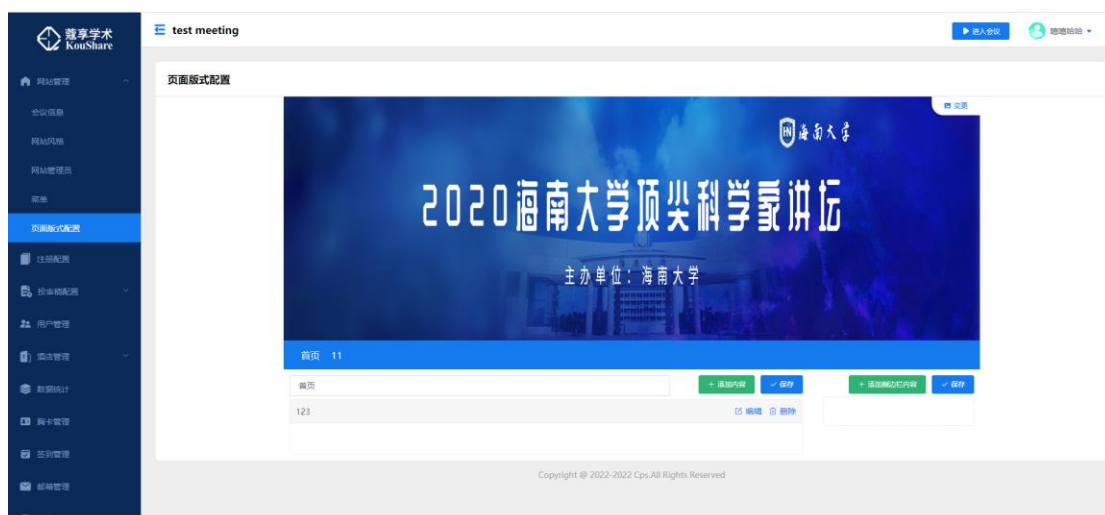 蔻享学术
KouShare
test meeting
进入会议
嘻嘻哈哈
网站管理
会议信息
网站风格
网站管理员
菜单
页面版式配置
注册配置
投审稿配置
用户管理
酒店管理
数据统计
胸卡管理
签到管理
邮箱管理
页面版式配置
变更
海南大学
2020海南大学顶尖科学家讲坛
主办单位：海南大学
首页 11
首页
+ 添加内容 保存
+ 添加侧边栏内容 保存
123
编辑 删除
Copyright @ 2022-2022 Cps.All Rights Reserved